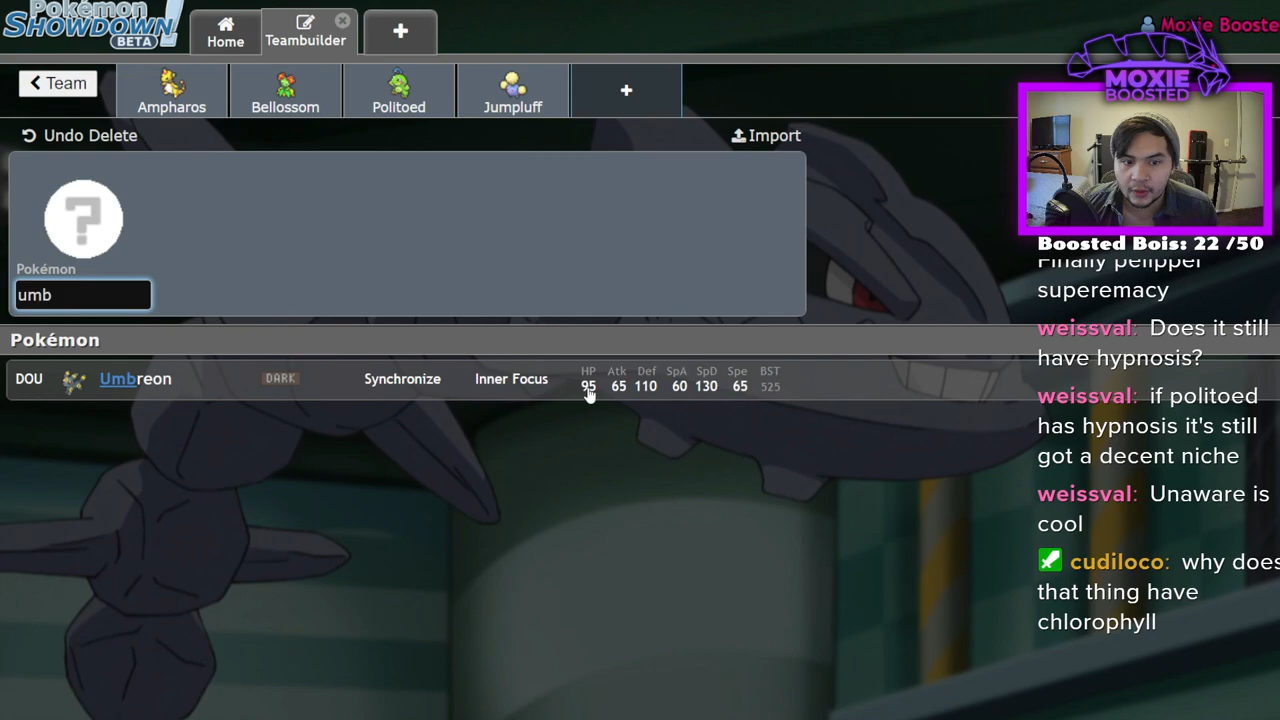 Pokémon
SHOWDOWN!
BETA
Home
Teambuilder
+
Moxie Booste
Team
Ampharos
Bellossom
Politoed
Jumpluff
+
MOXIE
BOOSTED
Undo Delete
Import
?
Pokémon
umb
Pokémon
DOU
Umbreon
DARK
Synchronize
Inner Focus
HP Atk Def SpA SpD Spe BST
95 65 110 60 130 65 525
Boosted Bois: 22 /50
Finally pelipper
superemacy
weissval: Does it still
have hypnosis?
weissval: if politoed
has hypnosis it's still
got a decent niche
weissval: Unaware is
cool
cudiloco: why does
that thing have
chlorophyll